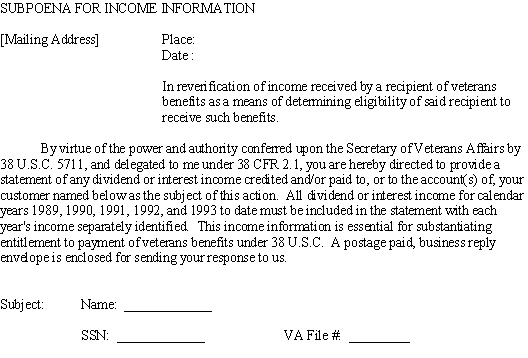 SUBPOENA FOR INCOME INFORMATION
[Mailing Address] Place:
Date :
In reverification of income received by a recipient of veterans
benefits as a means of determining eligibility of said recipient to
receive such benefits.
By virtue of the power and authority conferred upon the Secretary of Veterans Affairs by
38 U.S.C. 5711, and delegated to me under 38 CFR 2.1, you are hereby directed to provide a
statement of any dividend or interest income credited and/or paid to, or to the account(s) of, your
customer named below as the subject of this action. All dividend or interest income for calendar
years 1989, 1990, 1991, 1992, and 1993 to date must be included in the statement with each
year's income separately identified. This income information is essential for substantiating
entitlement to payment of veterans benefits under 38 U.S.C. A postage paid, business reply
envelope is enclosed for sending your response to us.
Subject: Name: _____________
SSN: _____________ VA File #: _________